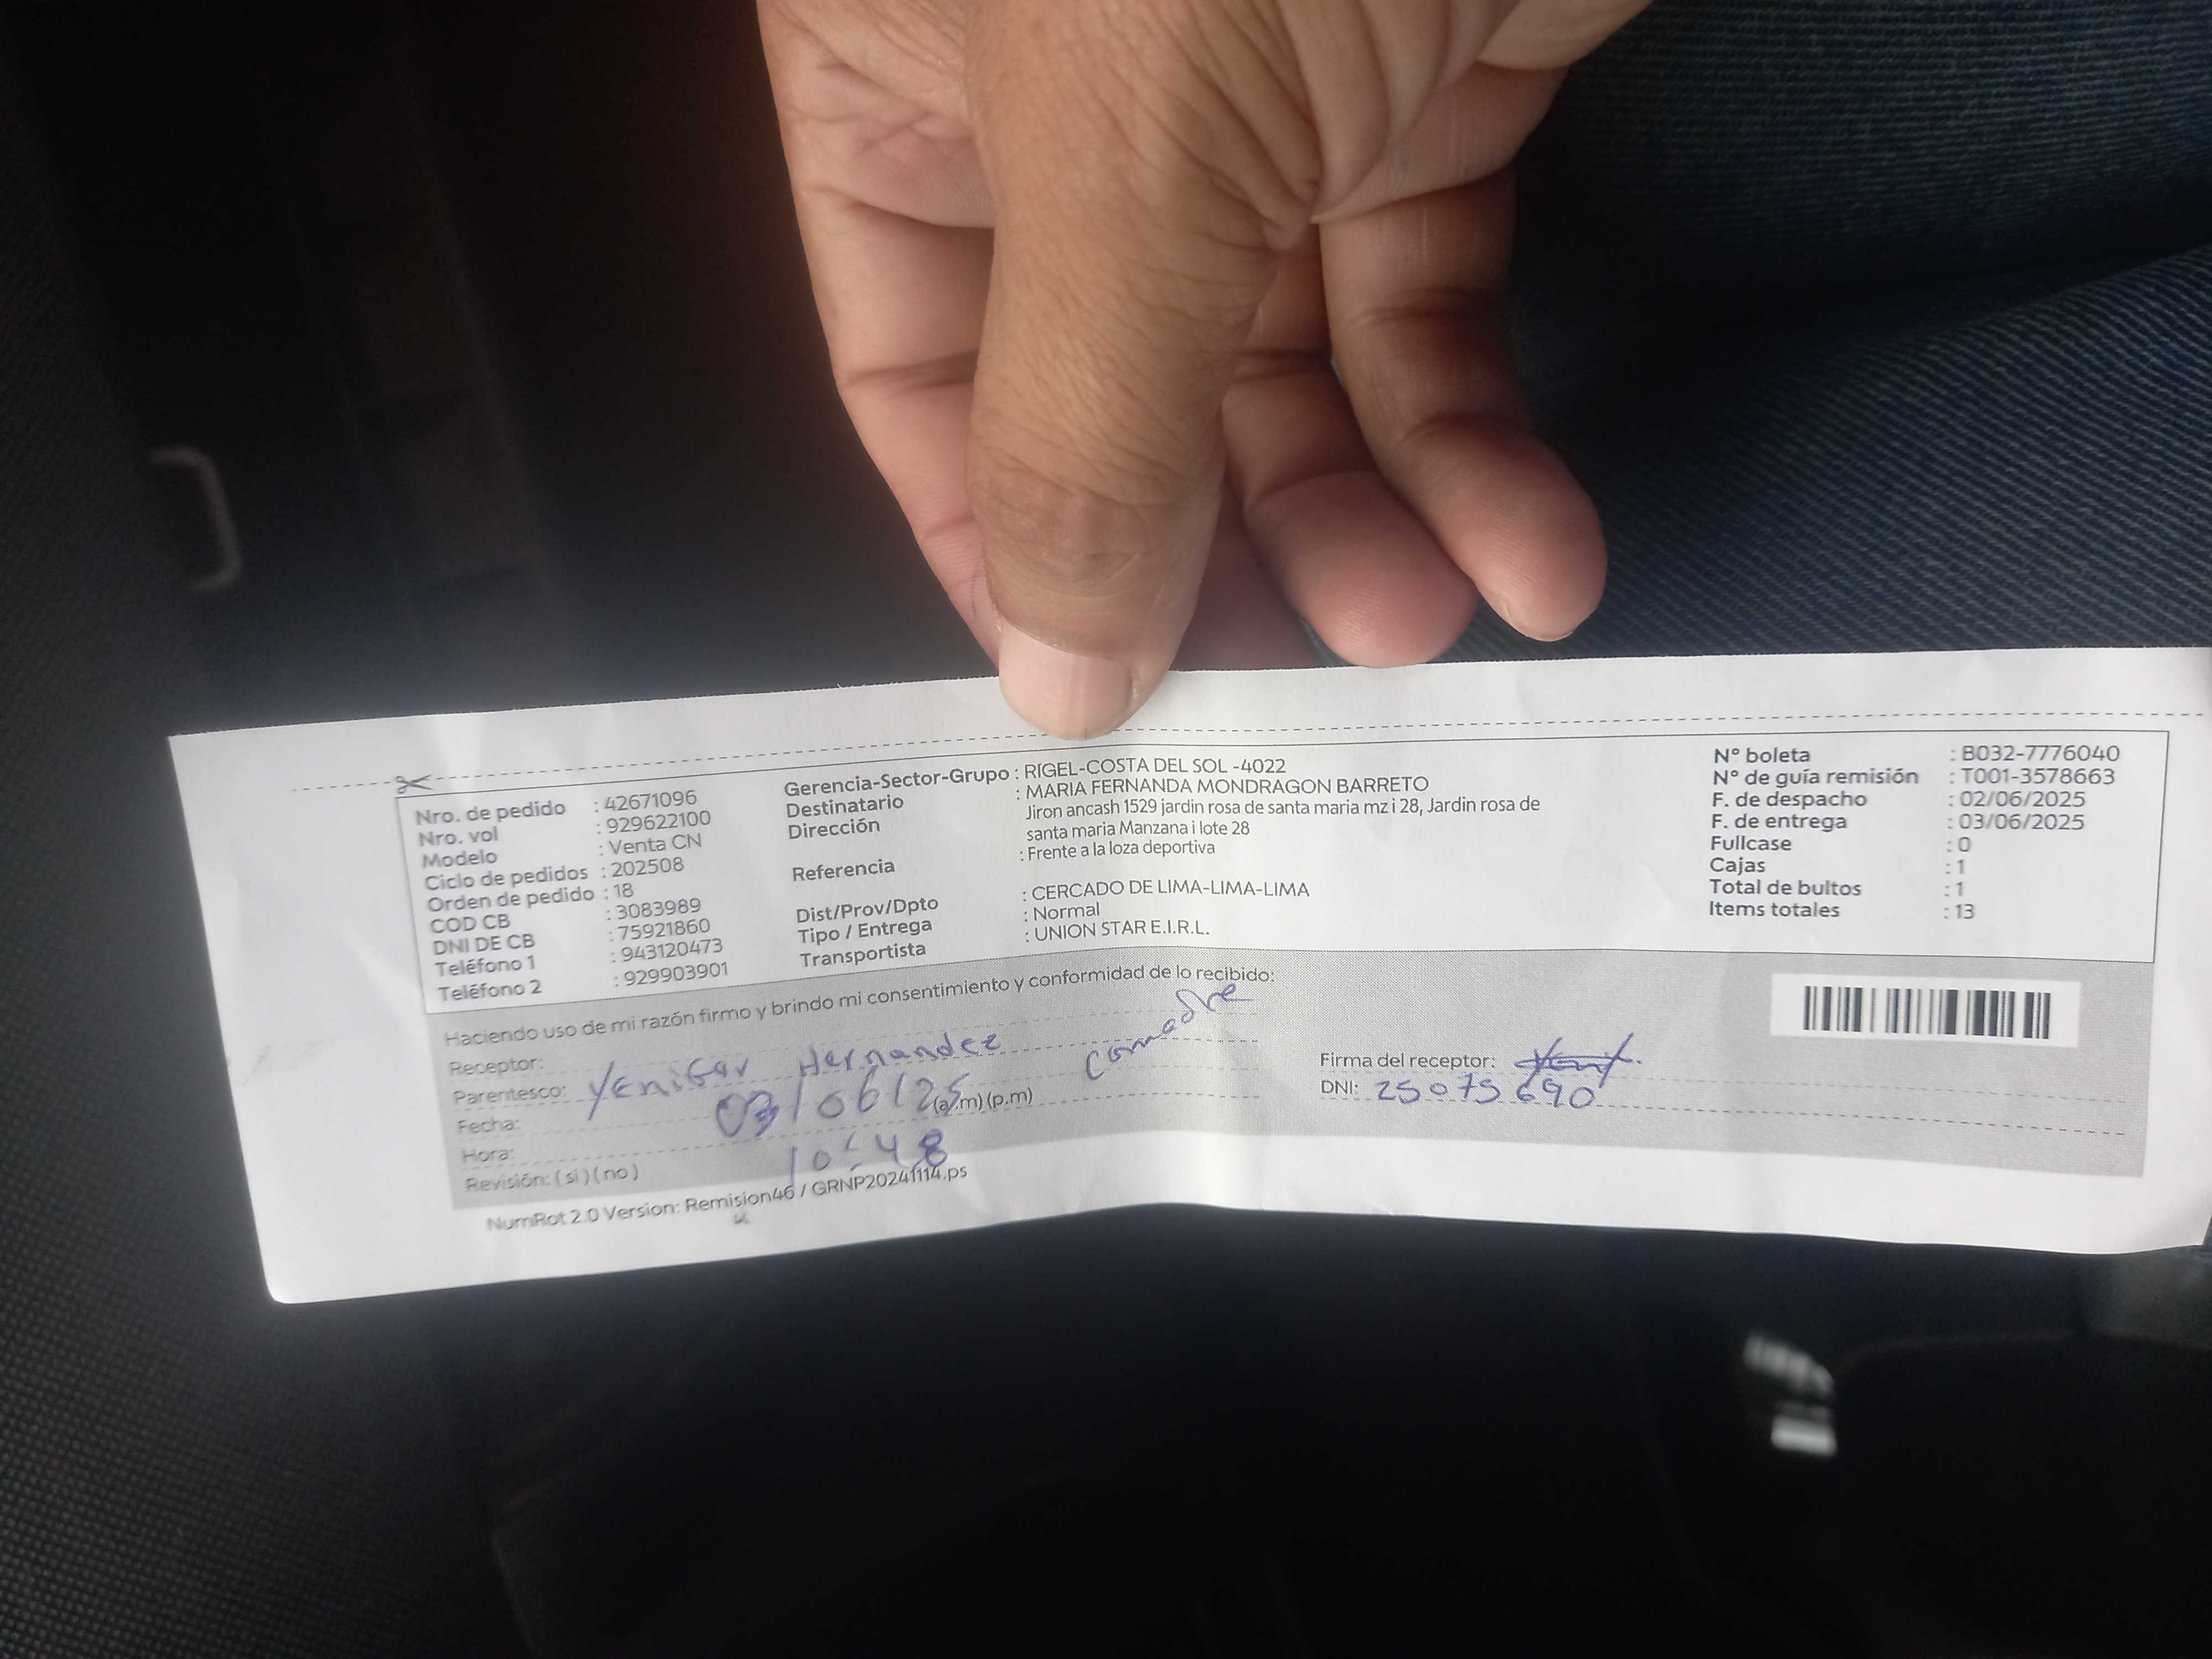 Nro. de pedido : 42671096
Nro. vol : 929622100
Modelo : Venta CN
Ciclo de pedidos : 202508
Orden de pedido : 18
COD CB : 3083989
DNI DE CB : 75921860
Teléfono 1 : 943120473
Teléfono 2 : 929903901
Gerencia-Sector-Grupo : RIGEL-COSTA DEL SOL -4022
Destinatario : MARIA FERNANDA MONDRAGON BARRETO
Dirección Jiron ancash 1529 jardin rosa de santa maria mz i 28, Jardin rosa de
santa maria Manzana i lote 28
Referencia : Frente a la loza deportiva
Dist/Prov/Dpto : CERCADO DE LIMA-LIMA-LIMA
Tipo / Entrega : Normal
Transportista : UNION STAR E.I.R.L.
Nº boleta : B032-7776040
Nº de guía remisión : T001-3578663
F. de despacho : 02/06/2025
F. de entrega : 03/06/2025
Fullcase : 0
Cajas : 1
Total de bultos : 1
Items totales : 13
Haciendo uso de mi razón firmo y brindo mi consentimiento y conformidad de lo recibido:
Receptor: Hernandez
Parentesco: Comadre
Fecha: 03/06/25
(a.m) (p.m)
Hora: 10:48
Revisión: (si) (no)
Firma del receptor:
DNI: 25075690
NumRot 2.0 Version: Remision46 / GRNP20241114.ps